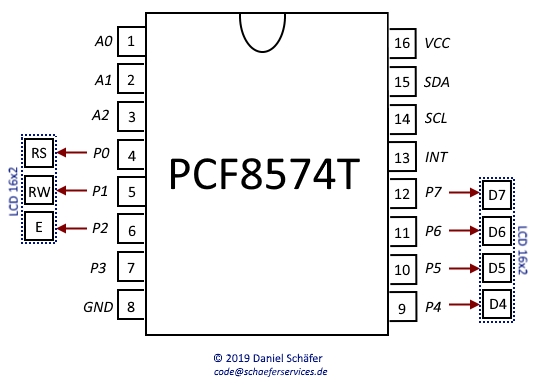 A0 1 16 VCC
A1 2 15 SDA
A2 3 14 SCL
RS P0 4 13 INT
RW P1 5 12 P7 D7
E P2 6 11 P6 D6
P3 7 10 P5 D5
GND 8 9 P4 D4
LCD 16x2
PCF8574T
LCD 16x2
© 2019 Daniel Schäfer
code@schaeferservices.de